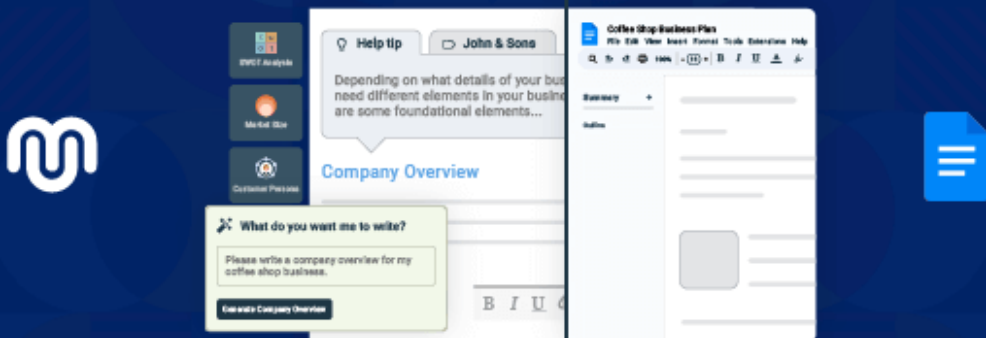 SWOT Analysis
Market Size
Customer Persona
Help tip
John & Sons
Depending on what details of your bus
need different elements in your busine
are some foundational elements...
Company Overview
What do you want me to write?
Please write a company overview for my
coffee shop business.
Generate Company Overview
B I U
Coffee Shop Business Plan
File Edit View Insert Format Tools Extensions Help
100% - 10 + B I U A
Summary +
Outline